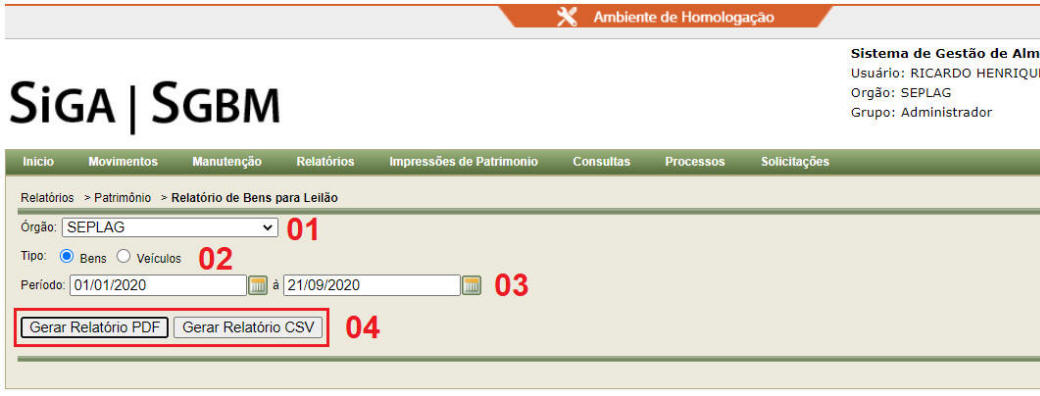 Ambiente de Homologação
Sistema de Gestão de Alm
Usuário: RICARDO HENRIQU
Orgão: SEPLAG
Grupo: Administrador
SiGA | SGBM
Inicio Movimentos Manutenção Relatórios Impressões de Patrimonio Consultas Processos Solicitações
Relatórios > Patrimônio > Relatório de Bens para Leilão
Órgão: SEPLAG 01
Tipo: Bens Veículos 02
Período: 01/01/2020 à 21/09/2020 03
Gerar Relatório PDF Gerar Relatório CSV 04